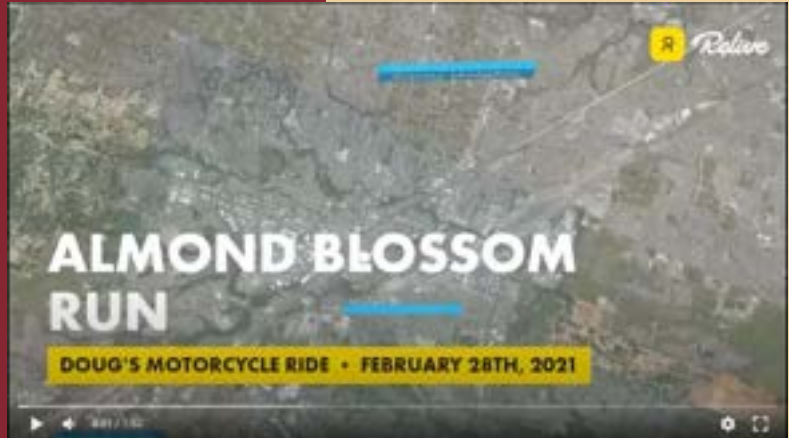 Relive
ALMOND BLOSSOM
RUN
DOUG'S MOTORCYCLE RIDE • FEBRUARY 28TH, 2021